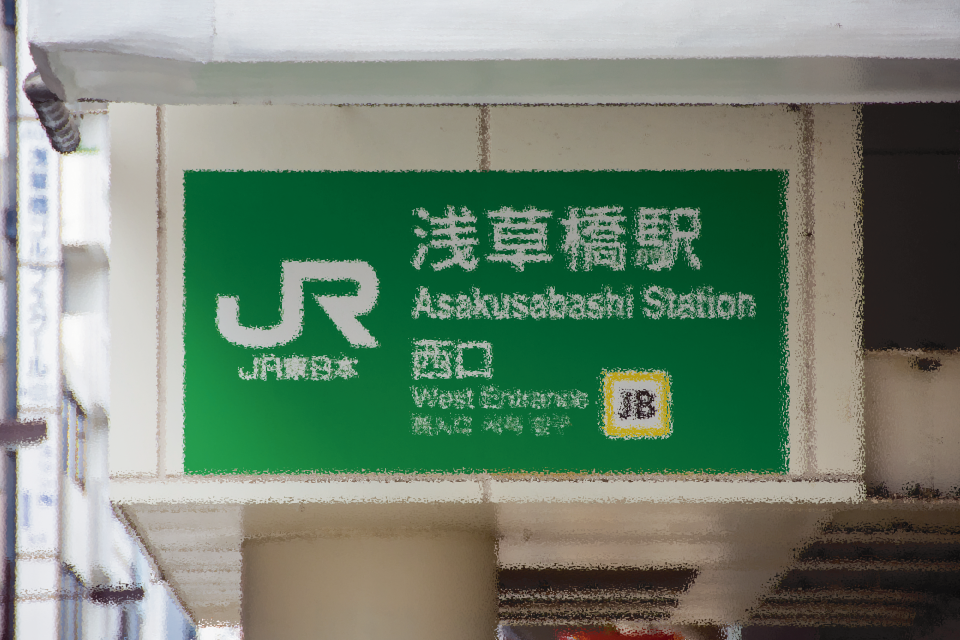 JR
JR東日本
浅草橋駅
Asakusabashi Station
西口
West Entrance
JB